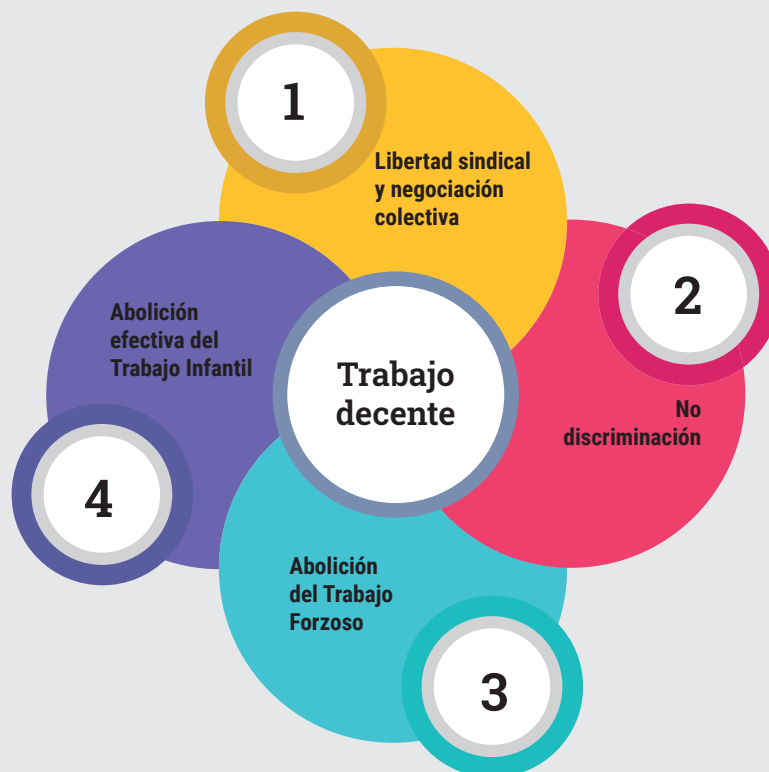 1
Libertad sindical
y negociación
colectiva
2
No
discriminación
3
Abolición
del Trabajo
Forzoso
4
Abolición
efectiva del
Trabajo Infantil
Trabajo
decente